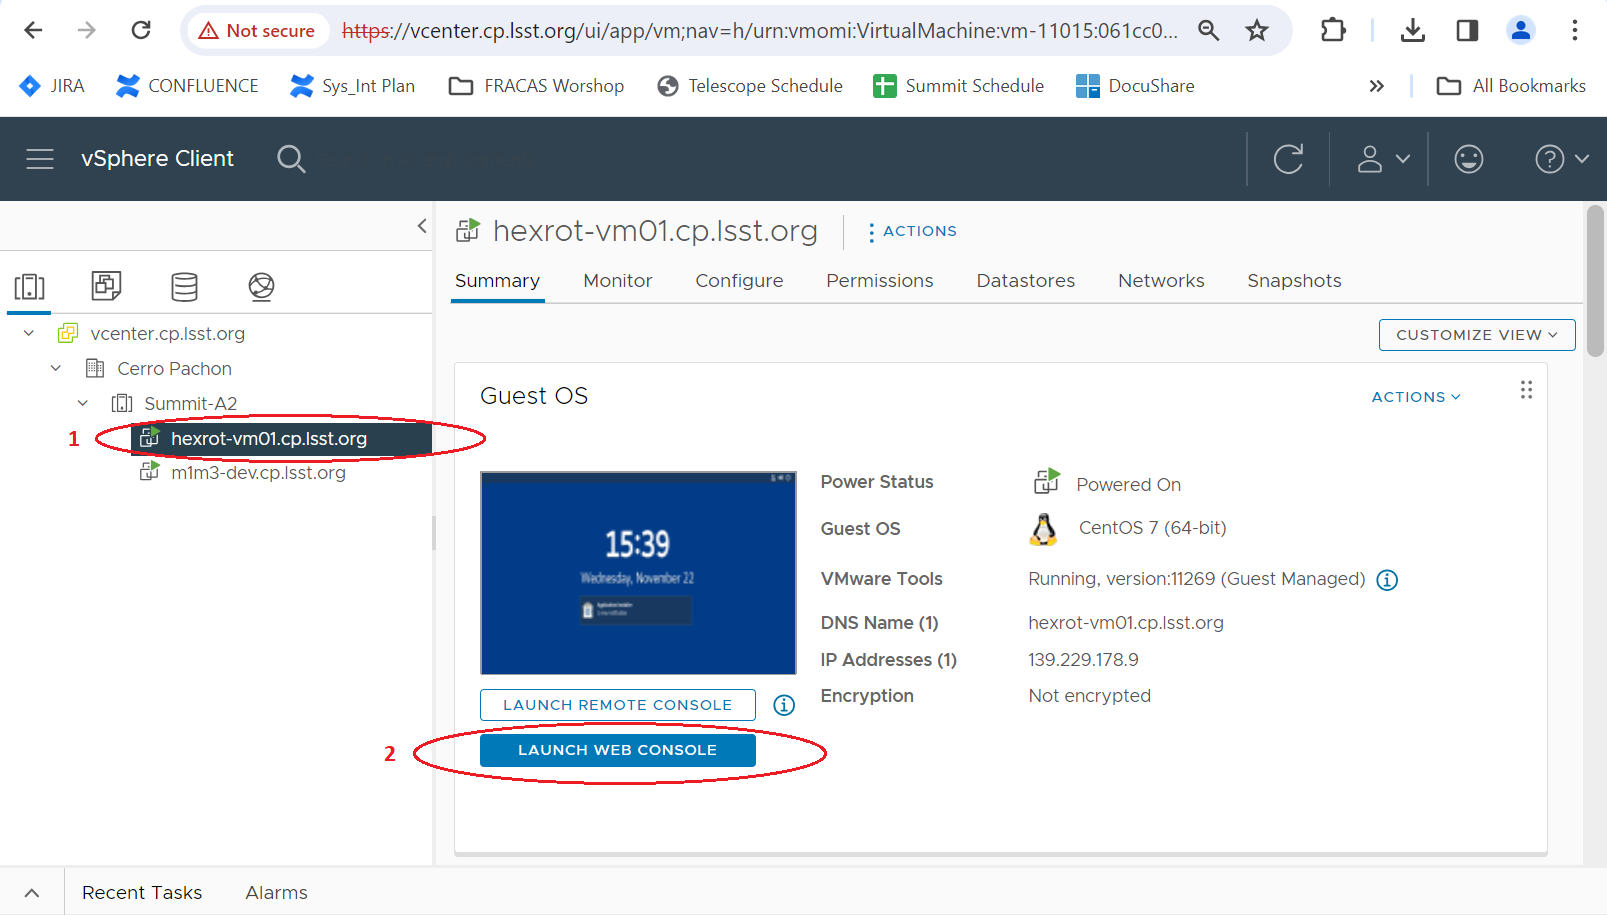 Not secure https://vcenter.cp.lsst.org/ui/app/vm;nav=h/urn:vmomi:VirtualMachine:vm-11015:061cc0...
JIRA CONFLUENCE Sys_Int Plan FRACAS Worshop Telescope Schedule Summit Schedule DocuShare » All Bookmarks
vSphere Client
hexrot-vm01.cp.lsst.org ACTIONS
Summary Monitor Configure Permissions Datastores Networks Snapshots
vcenter.cp.lsst.org
CUSTOMIZE VIEW
Cerro Pachon
Summit-A2
1 hexrot-vm01.cp.lsst.org
m1m3-dev.cp.lsst.org
Guest OS ACTIONS
15:39
Wednesday, November 22
Power Status Powered On
Guest OS CentOS 7 (64-bit)
VMware Tools Running, version:11269 (Guest Managed)
DNS Name (1) hexrot-vm01.cp.lsst.org
IP Addresses (1) 139.229.178.9
Encryption Not encrypted
LAUNCH REMOTE CONSOLE
2 LAUNCH WEB CONSOLE
Recent Tasks Alarms